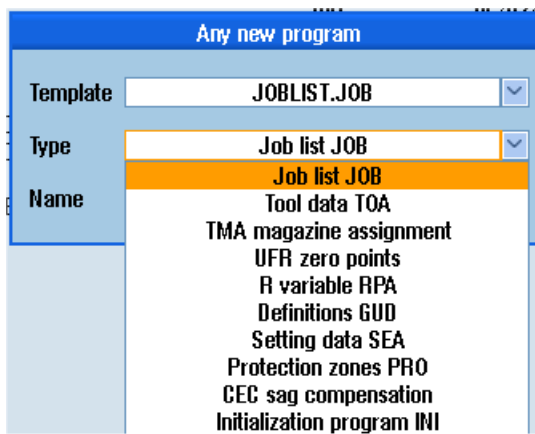 Any new program
Template JOBLIST.JOB
Type Job list JOB
Job list JOB
Name
Tool data TOA
TMA magazine assignment
UFR zero points
R variable RPA
Definitions GUD
Setting data SEA
Protection zones PRO
CEC sag compensation
Initialization program INI